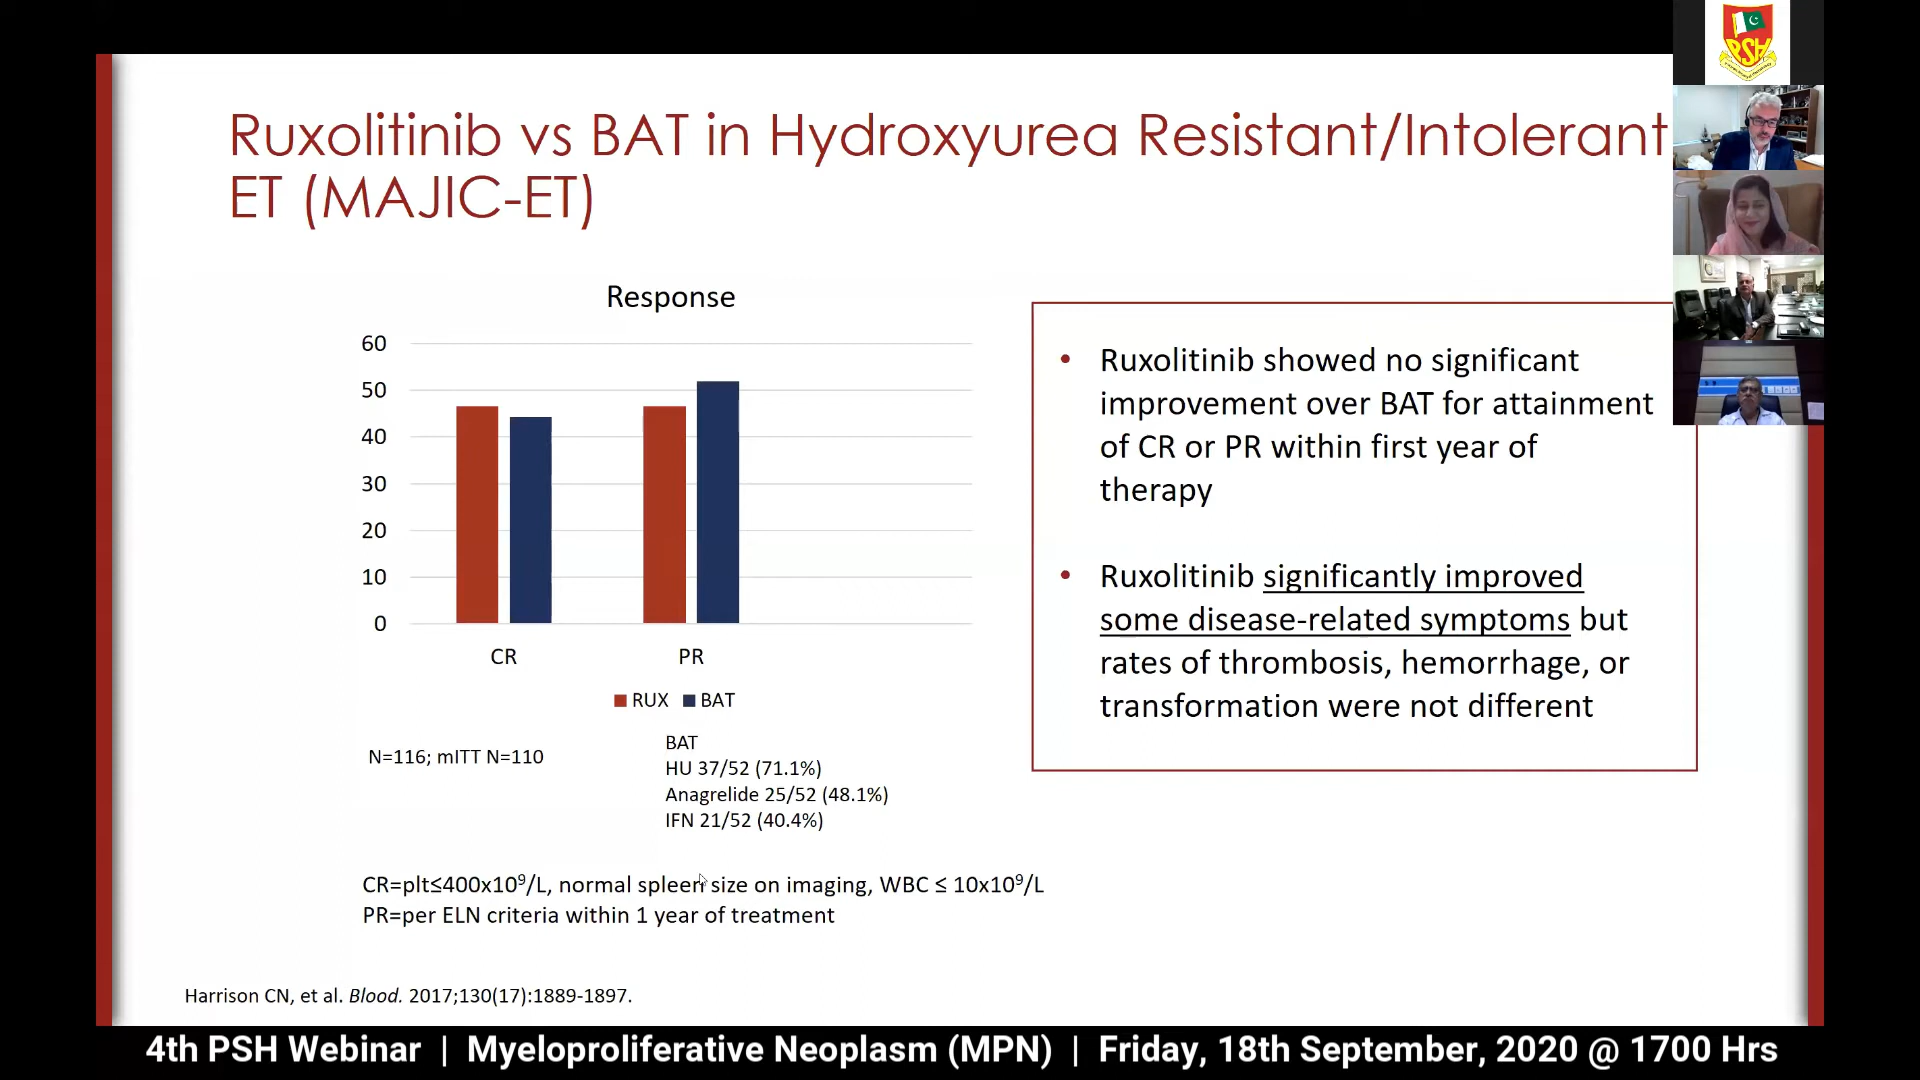 PSH
Ruxolitinib vs BAT in Hydroxyurea Resistant/Intolerant
ET (MAJIC-ET)
Response
60
50
40
30
20
10
0
CR PR
RUX BAT
N=116; mITT N=110
BAT
HU 37/52 (71.1%)
Anagrelide 25/52 (48.1%)
IFN 21/52 (40.4%)
CR=plt≤400x10⁹/L, normal spleen size on imaging, WBC ≤ 10x10⁹/L
PR=per ELN criteria within 1 year of treatment
• Ruxolitinib showed no significant
improvement over BAT for attainment
of CR or PR within first year of
therapy
• Ruxolitinib significantly improved
some disease-related symptoms but
rates of thrombosis, hemorrhage, or
transformation were not different
Harrison CN, et al. Blood. 2017;130(17):1889-1897.
4th PSH Webinar | Myeloproliferative Neoplasm (MPN) | Friday, 18th September, 2020 @ 1700 Hrs